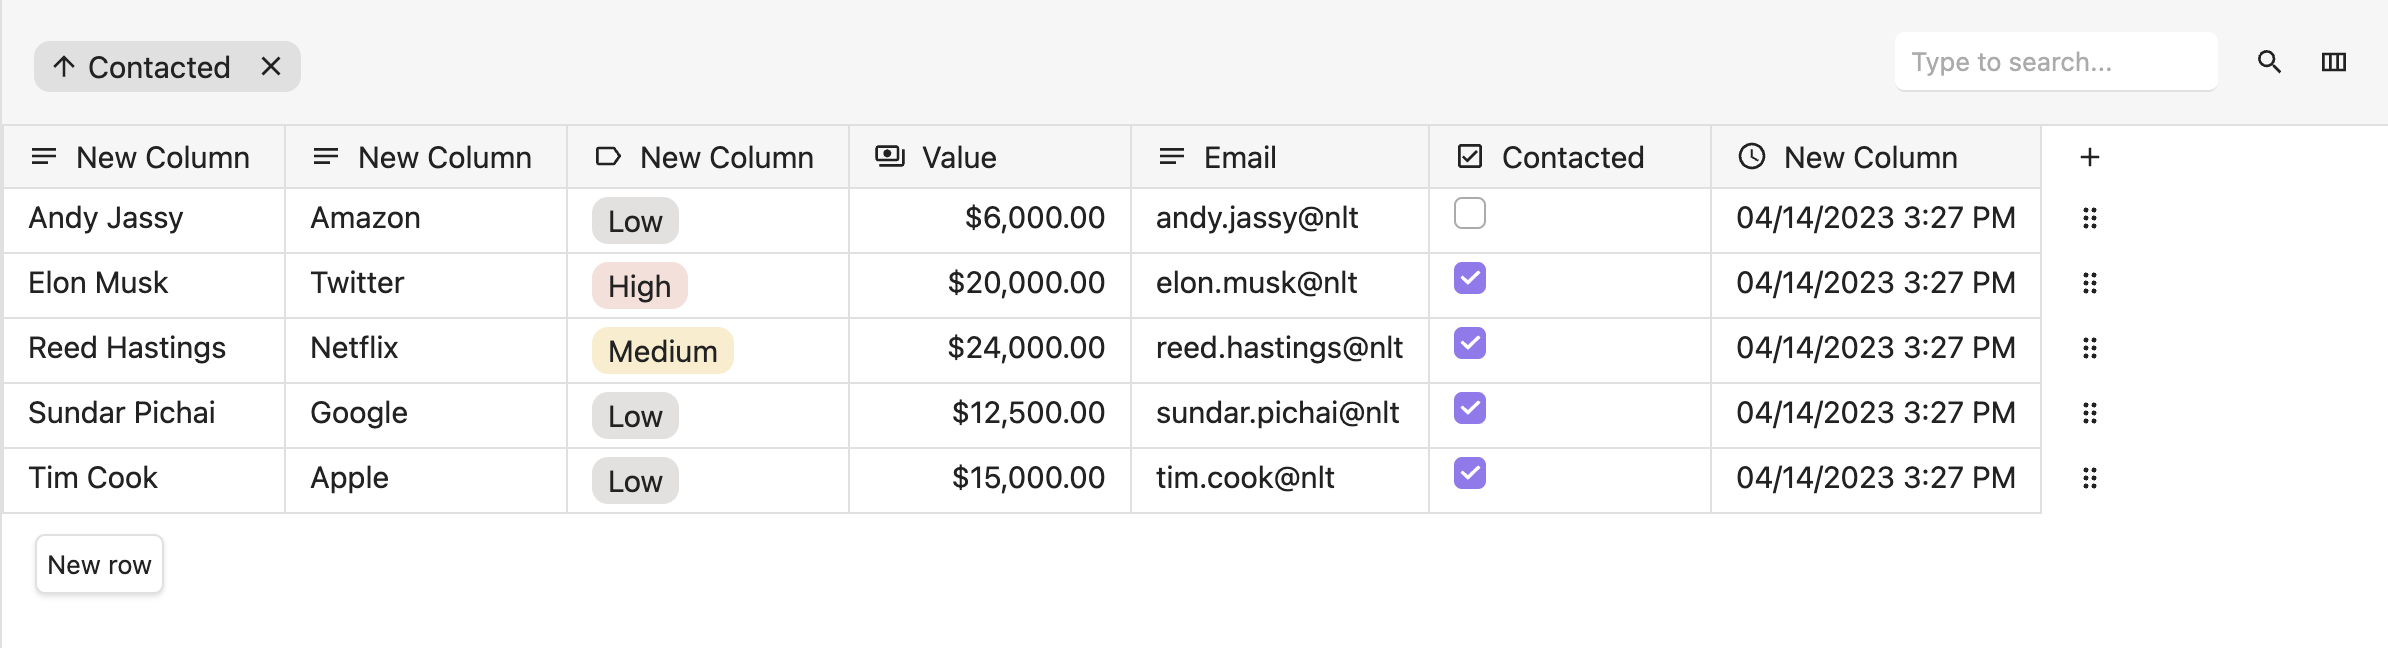 Contacted
Type to search...
New Column New Column New Column Value Email Contacted New Column
Andy Jassy Amazon Low $6,000.00 andy.jassy@nlt 04/14/2023 3:27 PM
Elon Musk Twitter High $20,000.00 elon.musk@nlt 04/14/2023 3:27 PM
Reed Hastings Netflix Medium $24,000.00 reed.hastings@nlt 04/14/2023 3:27 PM
Sundar Pichai Google Low $12,500.00 sundar.pichai@nlt 04/14/2023 3:27 PM
Tim Cook Apple Low $15,000.00 tim.cook@nlt 04/14/2023 3:27 PM
New row